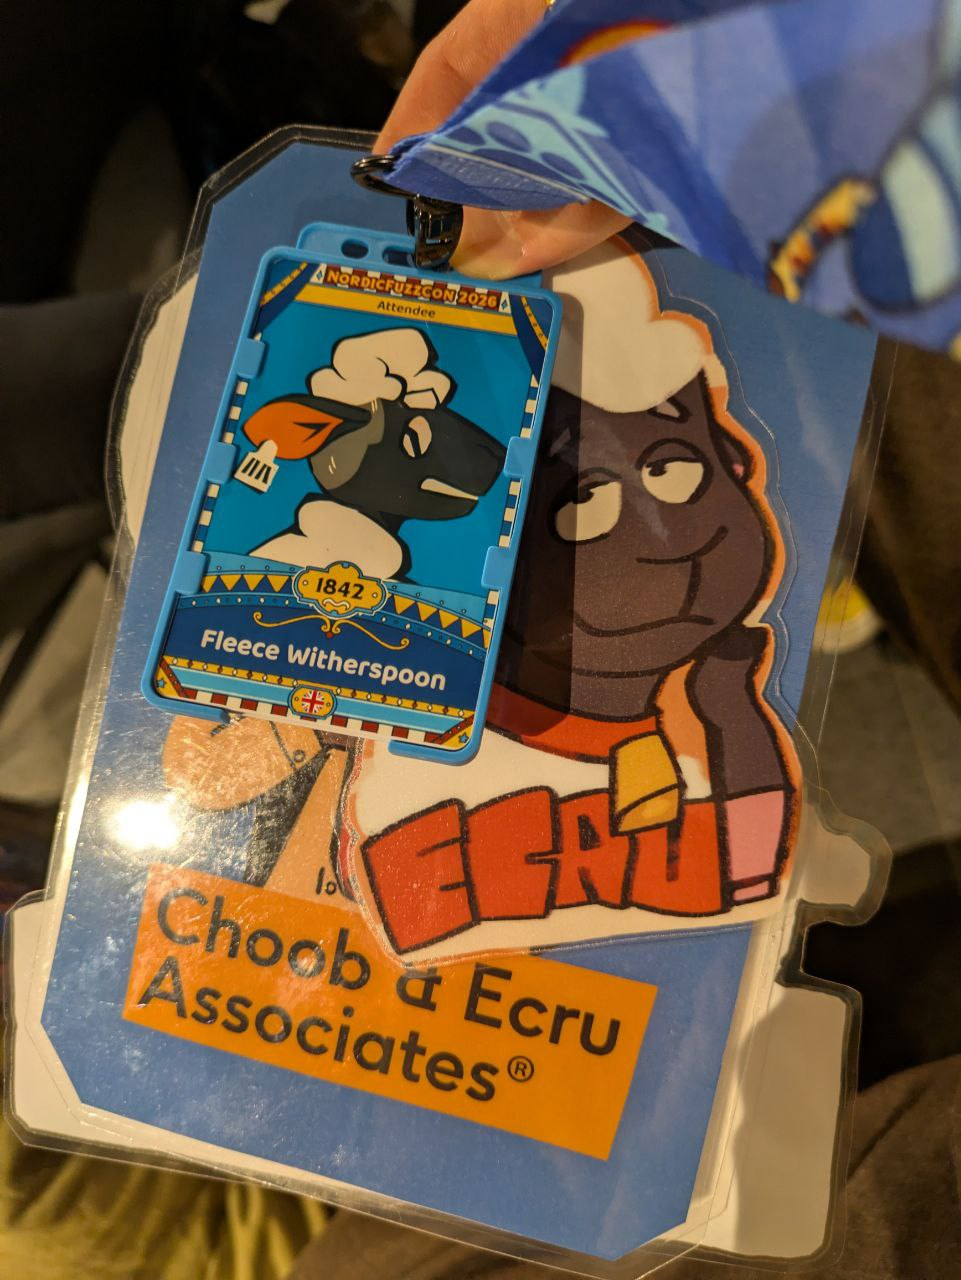 NORDICFUZZCON 2026
Attendee
1842
Fleece Witherspoon
ECRU
Choob & Ecru
Associates®